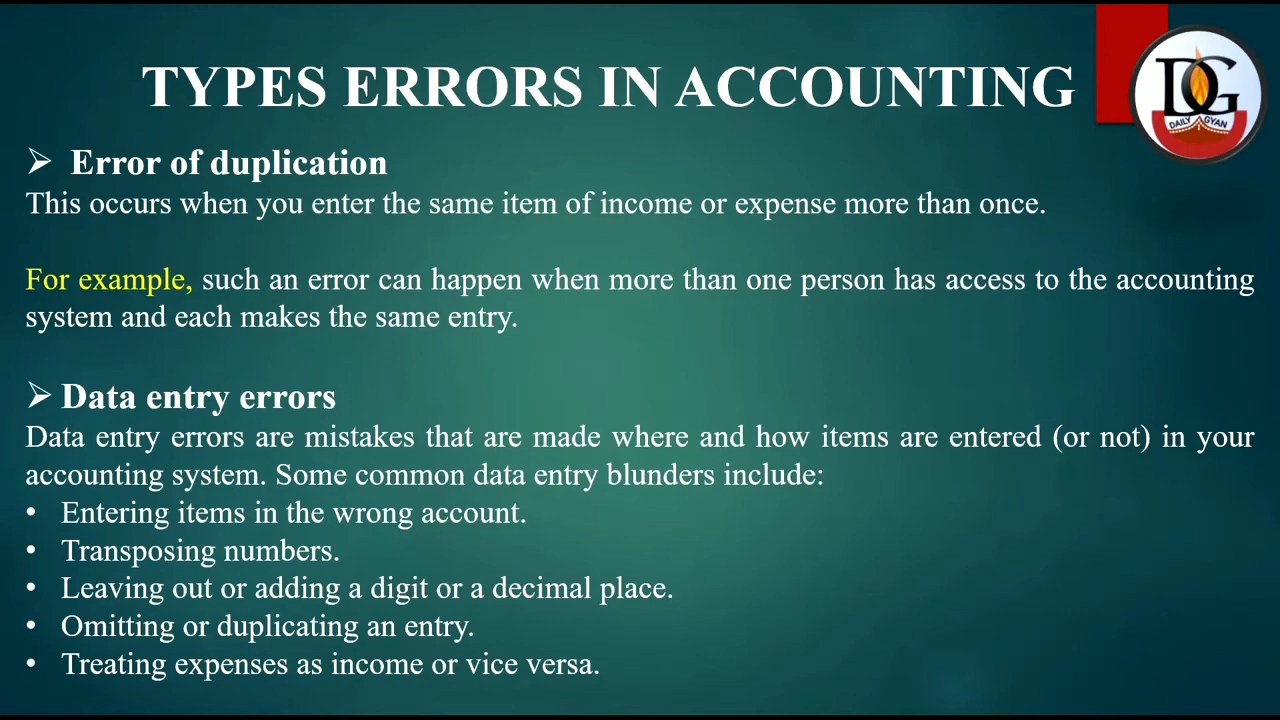 TYPES ERRORS IN ACCOUNTING
DG
DAILY GYAN
➢ Error of duplication
This occurs when you enter the same item of income or expense more than once.
For example, such an error can happen when more than one person has access to the accounting
system and each makes the same entry.
➢ Data entry errors
Data entry errors are mistakes that are made where and how items are entered (or not) in your
accounting system. Some common data entry blunders include:
• Entering items in the wrong account.
• Transposing numbers.
• Leaving out or adding a digit or a decimal place.
• Omitting or duplicating an entry.
• Treating expenses as income or vice versa.